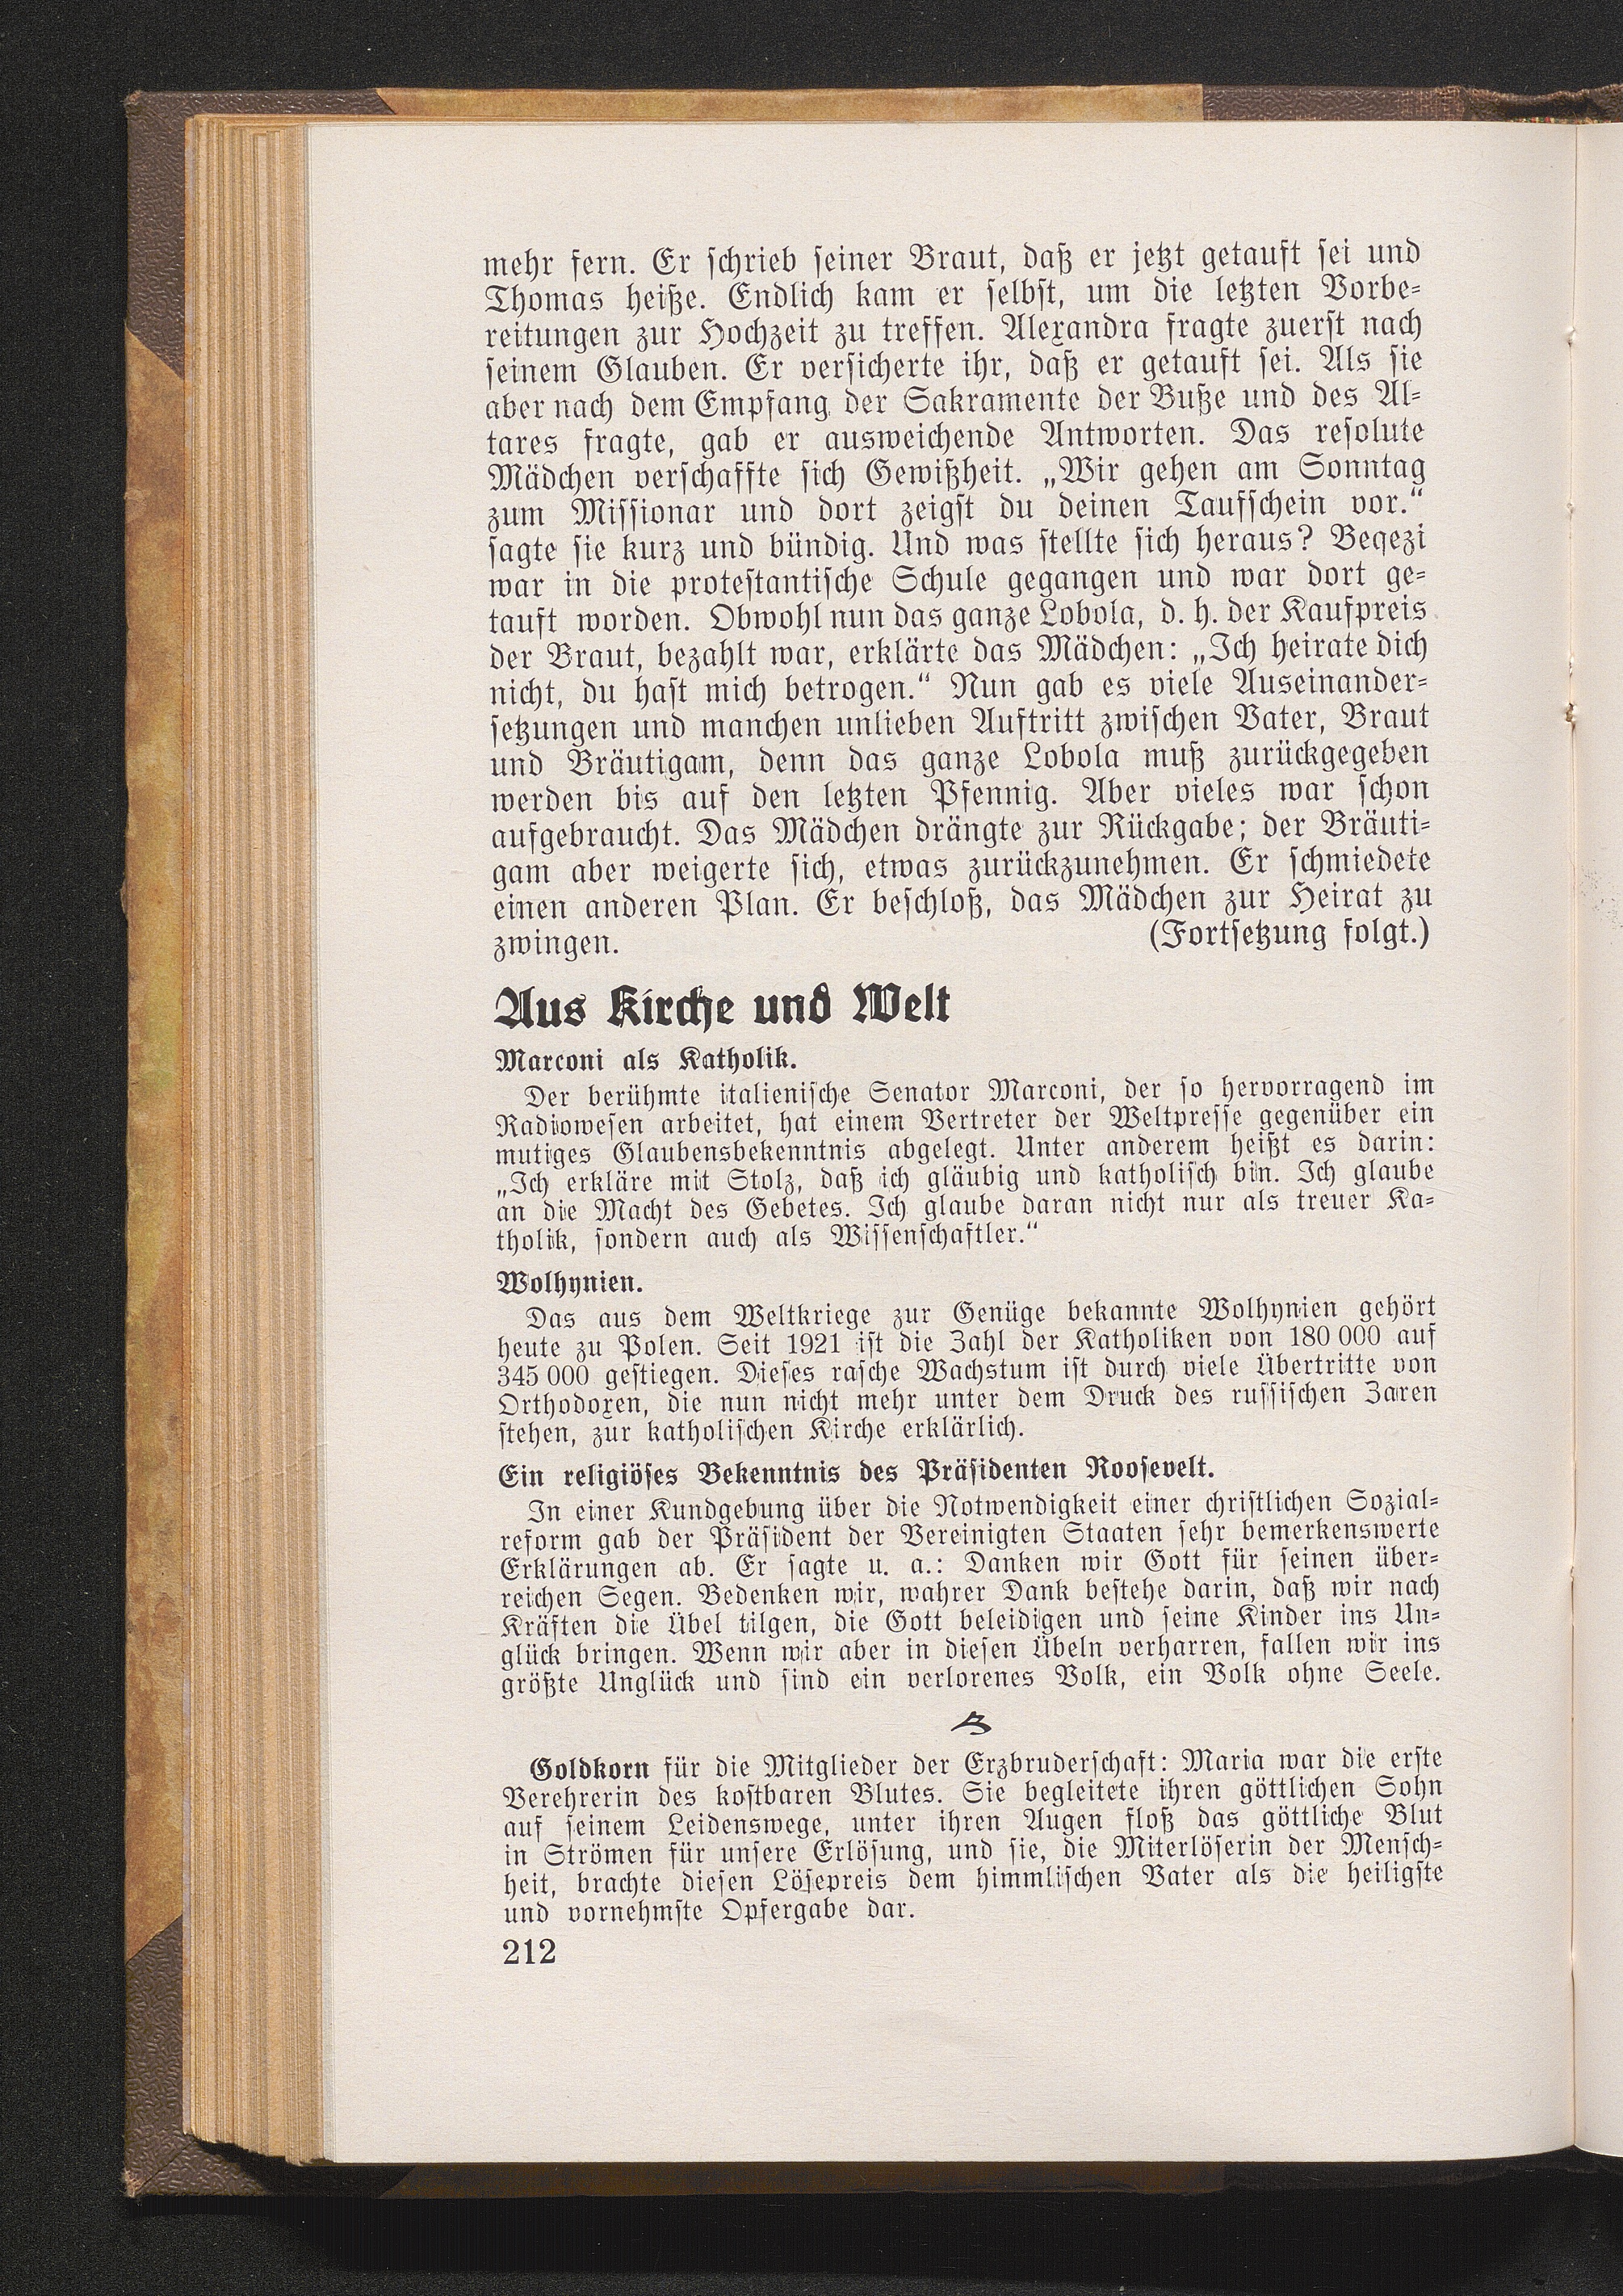 mehr fern. Er schrieb seiner Braut, daß er jetzt getauft sei und
Thomas heiße. Endlich kam er selbst, um die letzten Vorbe-
reitungen zur Hochzeit zu treffen. Alexandra fragte zuerst nach
seinem Glauben. Er versicherte ihr, daß er getauft sei. Als sie
aber nach dem Empfang der Sakramente der Buße und des Al-
tares fragte, gab er ausweichende Antworten. Das resolute
Mädchen verschaffte sich Gewißheit. „Wir gehen am Sonntag
zum Missionar und dort zeigst du deinen Taufschein vor.“
sagte sie kurz und bündig. Und was stellte sich heraus? Beqezi
war in die protestantische Schule gegangen und war dort ge-
tauft worden. Obwohl nun das ganze Lobola, d. h. der Kaufpreis
der Braut, bezahlt war, erklärte das Mädchen: „Ich heirate dich
nicht, du hast mich betrogen.“ Nun gab es viele Auseinander-
setzungen und manchen unlieben Auftritt zwischen Vater, Braut
und Bräutigam, denn das ganze Lobola muß zurückgegeben
werden bis auf den letzten Pfennig. Aber vieles war schon
aufgebraucht. Das Mädchen drängte zur Rückgabe; der Bräuti-
gam aber weigerte sich, etwas zurückzunehmen. Er schmiedete
einen anderen Plan. Er beschloß, das Mädchen zur Heirat zu
zwingen. (Fortsetzung folgt.)
Aus Kirche und Welt
Marconi als Katholik.
Der berühmte italienische Senator Marconi, der so hervorragend im
Radiowesen arbeitet, hat einem Vertreter der Weltpresse gegenüber ein
mutiges Glaubensbekenntnis abgelegt. Unter anderem heißt es darin:
„Ich erkläre mit Stolz, daß ich gläubig und katholisch bin. Ich glaube
an die Macht des Gebetes. Ich glaube daran nicht nur als treuer Ka-
tholik, sondern auch als Wissenschaftler.“
Wolhynien.
Das aus dem Weltkriege zur Genüge bekannte Wolhynien gehört
heute zu Polen. Seit 1921 ist die Zahl der Katholiken von 180 000 auf
345 000 gestiegen. Dieses rasche Wachstum ist durch viele Übertritte von
Orthodoxen, die nun nicht mehr unter dem Druck des russischen Zaren
stehen, zur katholischen Kirche erklärlich.
Ein religiöses Bekenntnis des Präsidenten Roosevelt.
In einer Kundgebung über die Notwendigkeit einer christlichen Sozial-
reform gab der Präsident der Vereinigten Staaten sehr bemerkenswerte
Erklärungen ab. Er sagte u. a.: Danken wir Gott für seinen über-
reichen Segen. Bedenken wir, wahrer Dank bestehe darin, daß wir nach
Kräften die Übel tilgen, die Gott beleidigen und seine Kinder ins Un-
glück bringen. Wenn wir aber in diesen Übeln verharren, fallen wir ins
größte Unglück und sind ein verlorenes Volk, ein Volk ohne Seele.
Goldkorn für die Mitglieder der Erzbruderschaft: Maria war die erste
Verehrerin des kostbaren Blutes. Sie begleitete ihren göttlichen Sohn
auf seinem Leidenswege, unter ihren Augen floß das göttliche Blut
in Strömen für unsere Erlösung, und sie, die Miterlöserin der Mensch-
heit, brachte diesen Lösepreis dem himmlischen Vater als die heiligste
und vornehmste Opfergabe dar.
212